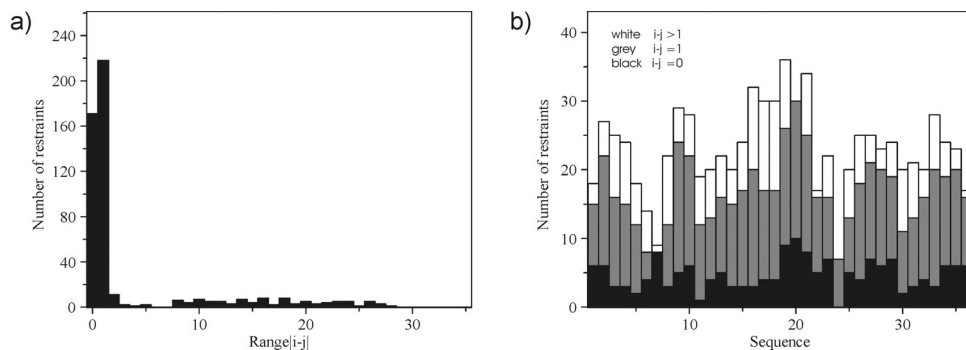 a)
240
200
160
120
80
40
0
Number of restraints
0
10
20
30
Range|i-j|
b)
white i-j >1
grey i-j =1
black i-j =0
40
30
20
10
0
Number of restraints
10
20
30
Sequence